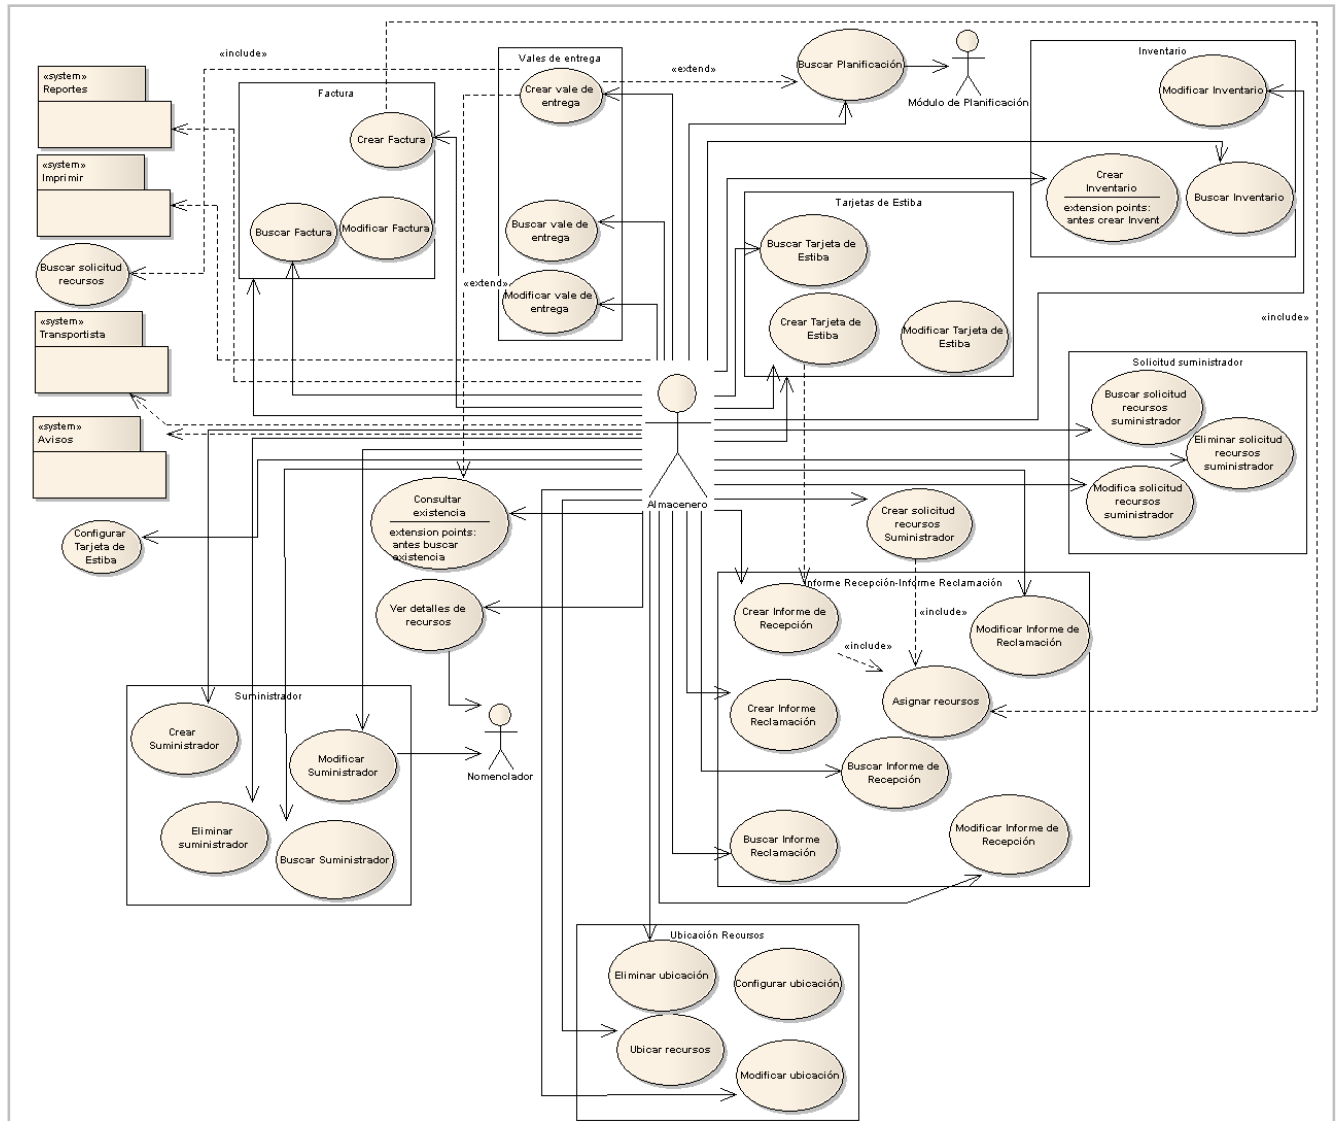 «include»
«system»
Reportes
«system»
Imprimir
Buscar solicitud
recursos
«system»
Transportista
«system»
Avisos
Configurar
Tarjeta de
Estiba
Factura
Crear Factura
Buscar Factura
Modificar Factura
Vales de entrega
Crear vale de
entrega
Buscar vale de
entrega
«extend»
Modificar vale de
entrega
«extend»
Buscar Planificación
Módulo de Planificación
Inventario
Modificar Inventario
Crear
Inventario
extension points:
antes crear Invent
Buscar Inventario
Tarjetas de Estiba
Buscar Tarjeta de
Estiba
Crear Tarjeta de
Estiba
Modificar Tarjeta de
Estiba
«include»
Solicitud suministrador
Buscar solicitud
recursos
suministrador
Eliminar solicitud
recursos
suministrador
Modifica solicitud
recursos
suministrador
Almacenero
Consultar
existencia
extension points:
antes buscar
existencia
Ver detalles de
recursos
Crear solicitud
recursos
Suministrador
Informe Recepción-Informe Reclamación
Crear Informe de
Recepción
«include»
«include»
Modificar Informe de
Reclamación
Crear Informe
Reclamación
Asignar recursos
Buscar Informe de
Recepción
Buscar Informe
Reclamación
Modificar Informe de
Recepción
Suministrador
Crear
Suministrador
Modificar
Suministrador
Eliminar
suministrador
Buscar Suministrador
Nomenclador
Ubicación Recursos
Eliminar ubicación
Configurar ubicación
Ubicar recursos
Modificar ubicación